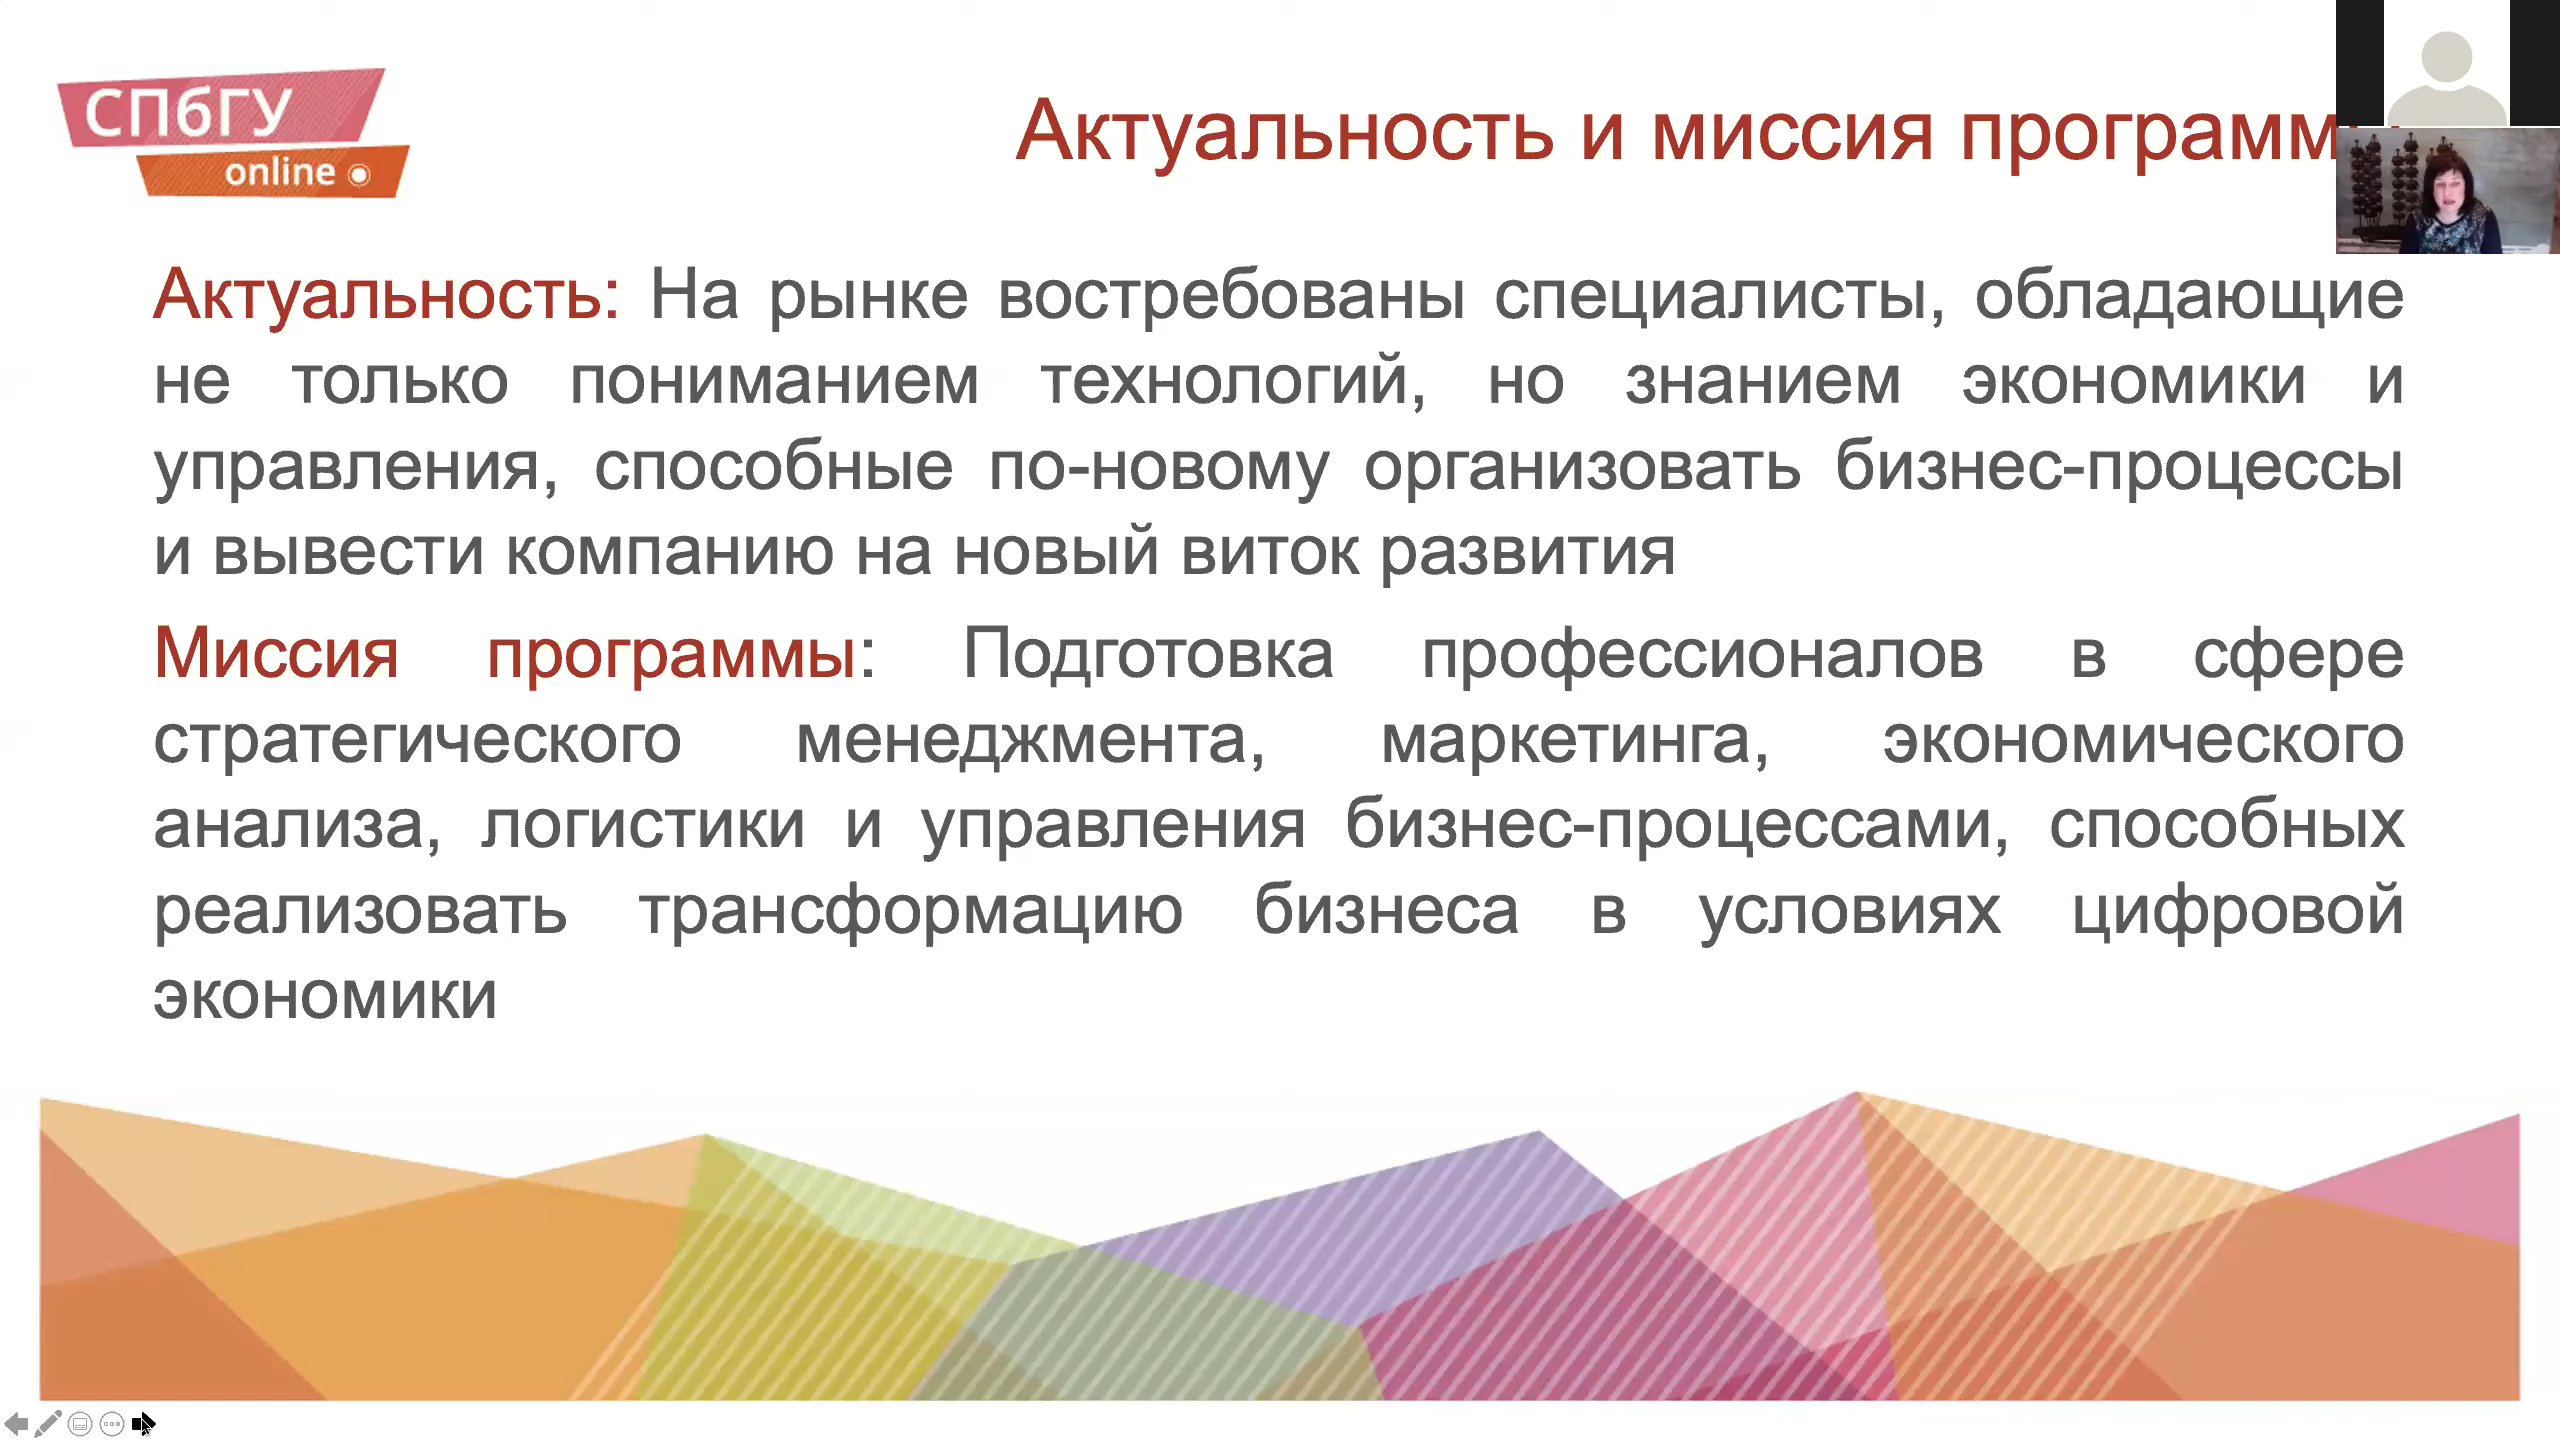 СПбГУ
online
Актуальность и миссия
Актуальность: На рынке востребованы специалисты, обладающие
не только пониманием технологий, но знанием экономики и
управления, способные по-новому организовать бизнес-процессы
и вывести компанию на новый виток развития
Миссия программы: Подготовка профессионалов в сфере
стратегического менеджмента, маркетинга, экономического
анализа, логистики и управления бизнес-процессами, способных
реализовать трансформацию бизнеса в условиях цифровой
экономики